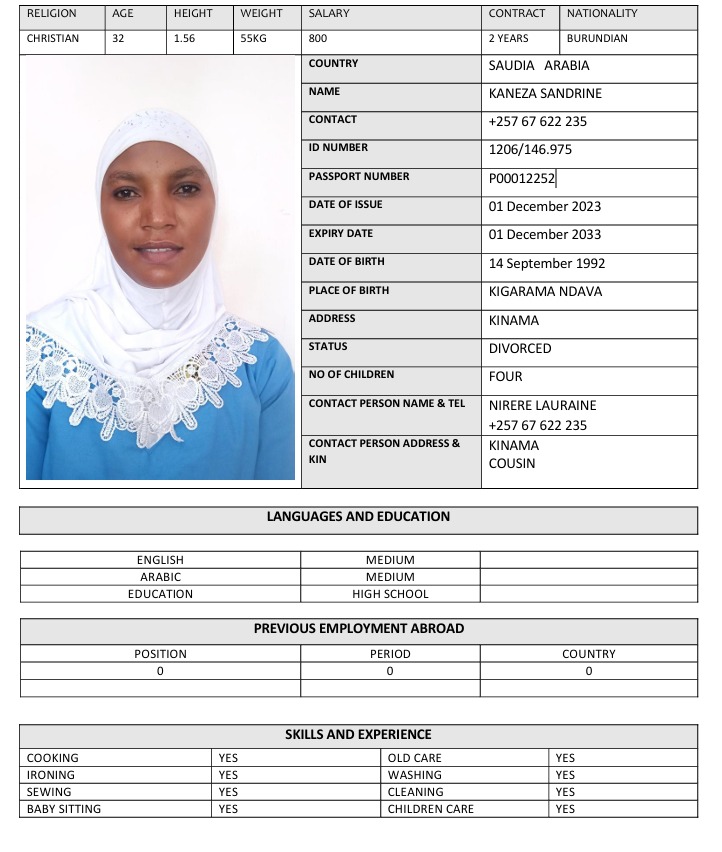 RELIGION AGE HEIGHT WEIGHT SALARY CONTRACT NATIONALITY
CHRISTIAN 32 1.56 55KG 800 2 YEARS BURUNDIAN
COUNTRY SAUDIA ARABIA
NAME KANEZA SANDRINE
CONTACT +257 67 622 235
ID NUMBER 1206/146.975
PASSPORT NUMBER P00012252
DATE OF ISSUE 01 December 2023
EXPIRY DATE 01 December 2033
DATE OF BIRTH 14 September 1992
PLACE OF BIRTH KIGARAMA NDAVA
ADDRESS KINAMA
STATUS DIVORCED
NO OF CHILDREN FOUR
CONTACT PERSON NAME & TEL NIRERE LAURAINE
+257 67 622 235
CONTACT PERSON ADDRESS & KINAMA
KIN COUSIN
LANGUAGES AND EDUCATION
ENGLISH MEDIUM
ARABIC MEDIUM
EDUCATION HIGH SCHOOL
PREVIOUS EMPLOYMENT ABROAD
POSITION PERIOD COUNTRY
0 0 0
SKILLS AND EXPERIENCE
COOKING YES OLD CARE YES
IRONING YES WASHING YES
SEWING YES CLEANING YES
BABY SITTING YES CHILDREN CARE YES